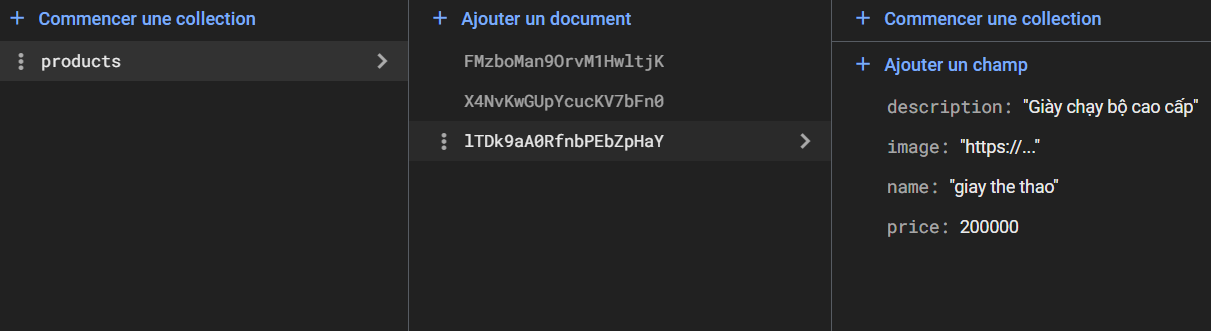 Commencer une collection
products
Ajouter un document
FMzboMan9OrvM1HwltjK
X4NvKwGUpYcucKV7bFn0
lTDk9aA0RfnbPEbZpHaY
Commencer une collection
Ajouter un champ
description: "Giày chạy bộ cao cấp"
image: "https://..."
name: "giay the thao"
price: 200000